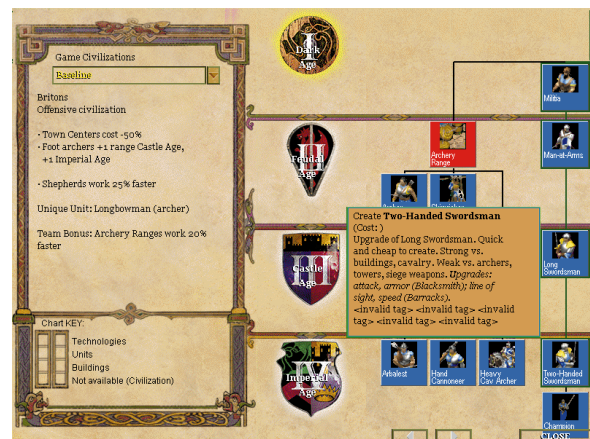 Game Civilizations
Baseline
Britons
Offensive civilization
· Town Centers cost -50%
· Foot archers +1 range Castle Age,
+1 Imperial Age
· Shepherds work 25% faster
Unique Unit: Longbowman (archer)
Team Bonus: Archery Ranges work 20%
faster
Chart KEY:
Technologies
Units
Buildings
Not available (Civilization)
I
Dark
Age
II
Feudal
Age
III
Castle
Age
IV
Imperial
Age
Militia
Archery
Range
Man-at-Arms
Create Two-Handed Swordsman
(Cost: )
Upgrade of Long Swordsman. Quick
and cheap to create. Strong vs.
buildings, cavalry. Weak vs. archers,
towers, siege weapons. Upgrades:
attack, armor (Blacksmith); line of
sight, speed (Barracks).
<invalid tag> <invalid tag> <invalid
tag> <invalid tag> <invalid tag>
Long
Swordsman
Arbalest
Hand
Cannoneer
Heavy
Cav Archer
Two-Handed
Swordsman
Champion
CLOSE